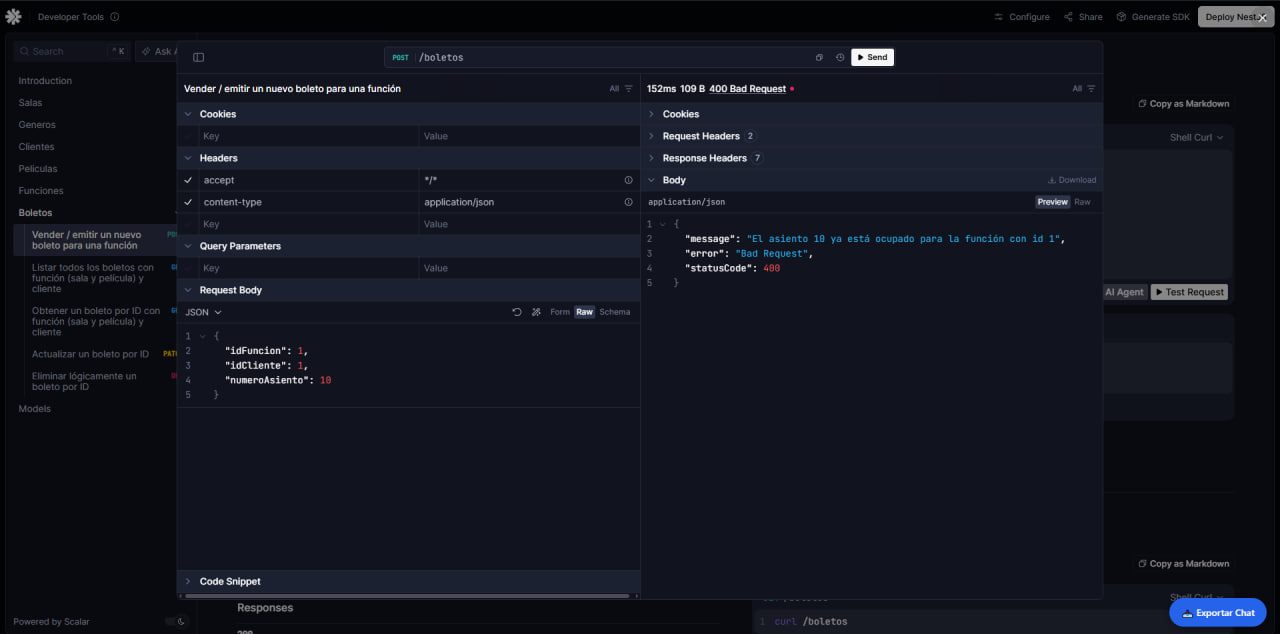 Developer Tools
Configure
Share
Generate SDK
Deploy
Search
^ K
Ask
Introduction
Salas
Generos
Clientes
Peliculas
Funciones
Boletos
Vender / emitir un nuevo
boleto para una función
Listar todos los boletos con
función (sala y película) y
cliente
Obtener un boleto por ID con
función (sala y película) y
cliente
Actualizar un boleto por ID
Eliminar lógicamente un
boleto por ID
Models
Powered by Scalar
POST /boletos
Send
Vender / emitir un nuevo boleto para una función
All
Cookies
Key Value
Headers
accept */*
content-type application/json
Key Value
Query Parameters
Key Value
Request Body
JSON
Form Raw Schema
1 {
2 "idFuncion": 1,
3 "idCliente": 1,
4 "numeroAsiento": 10
5 }
Code Snippet
152ms 109 B 400 Bad Request
All
Cookies
Request Headers 2
Response Headers 7
Body
Download
application/json
Preview Raw
1 {
2 "message": "El asiento 10 ya está ocupado para la función con id 1",
3 "error": "Bad Request",
4 "statusCode": 400
5 }
Copy as Markdown
Shell Curl
AI Agent
Test Request
Copy as Markdown
Shell Curl
Responses
1 curl /boletos
Exportar Chat